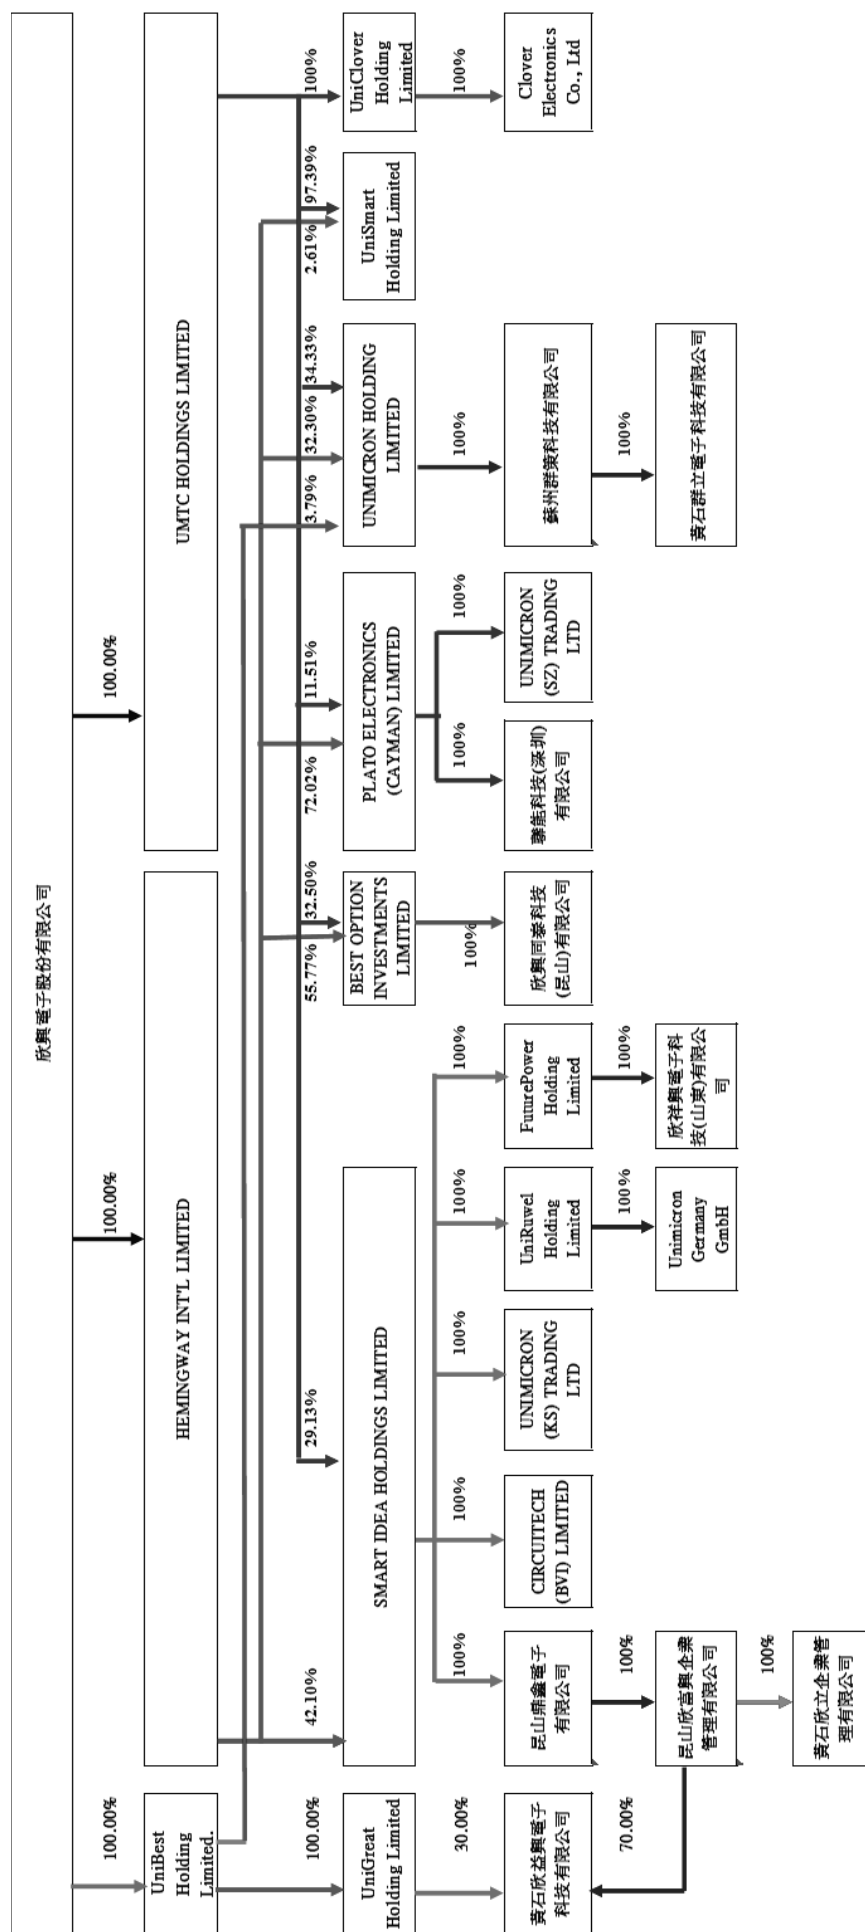 欣興電子股份有限公司
100.00%
100.00%
100.00%
UniBest
Holding
Limited.
HEMINGWAY INT'L LIMITED
UMTC HOLDINGS LIMITED
100.00%
42.10%
29.13%
55.77%
32.50%
72.02%
11.51%
3.79%
32.30%
34.33%
2.61%
97.39%
100%
UniGreat
Holding Limited
SMART IDEA HOLDINGS LIMITED
BEST OPTION
INVESTMENTS
LIMITED
PLATO ELECTRONICS
(CAYMAN) LIMITED
UNIMICRON HOLDING
LIMITED
UniSmart
Holding Limited
UniClover
Holding
Limited
30.00%
100%
100%
100%
100%
100%
100%
100%
100%
100%
100%
黃石欣益興電子
科技有限公司
昆山鼎鑫電子
有限公司
CIRCUITECH
(BVI) LIMITED
UNIMICRON
(KS) TRADING
LTD
UniRuwel
Holding
Limited
FuturePower
Holding
Limited
欣興同泰科技
(昆山)有限公司
聯能科技(深圳)
有限公司
UNIMICRON
(SZ) TRADING
LTD
蘇州群策科技有限公司
Clover
Electronics
Co., Ltd
70.00%
100%
100%
100%
100%
昆山欣富興企業
管理有限公司
Unimicron
Germany
GmbH
欣祥興電子科
技(山東)有限公
司
黃石群立電子科技有限公司
100%
黃石欣立企業管
理有限公司